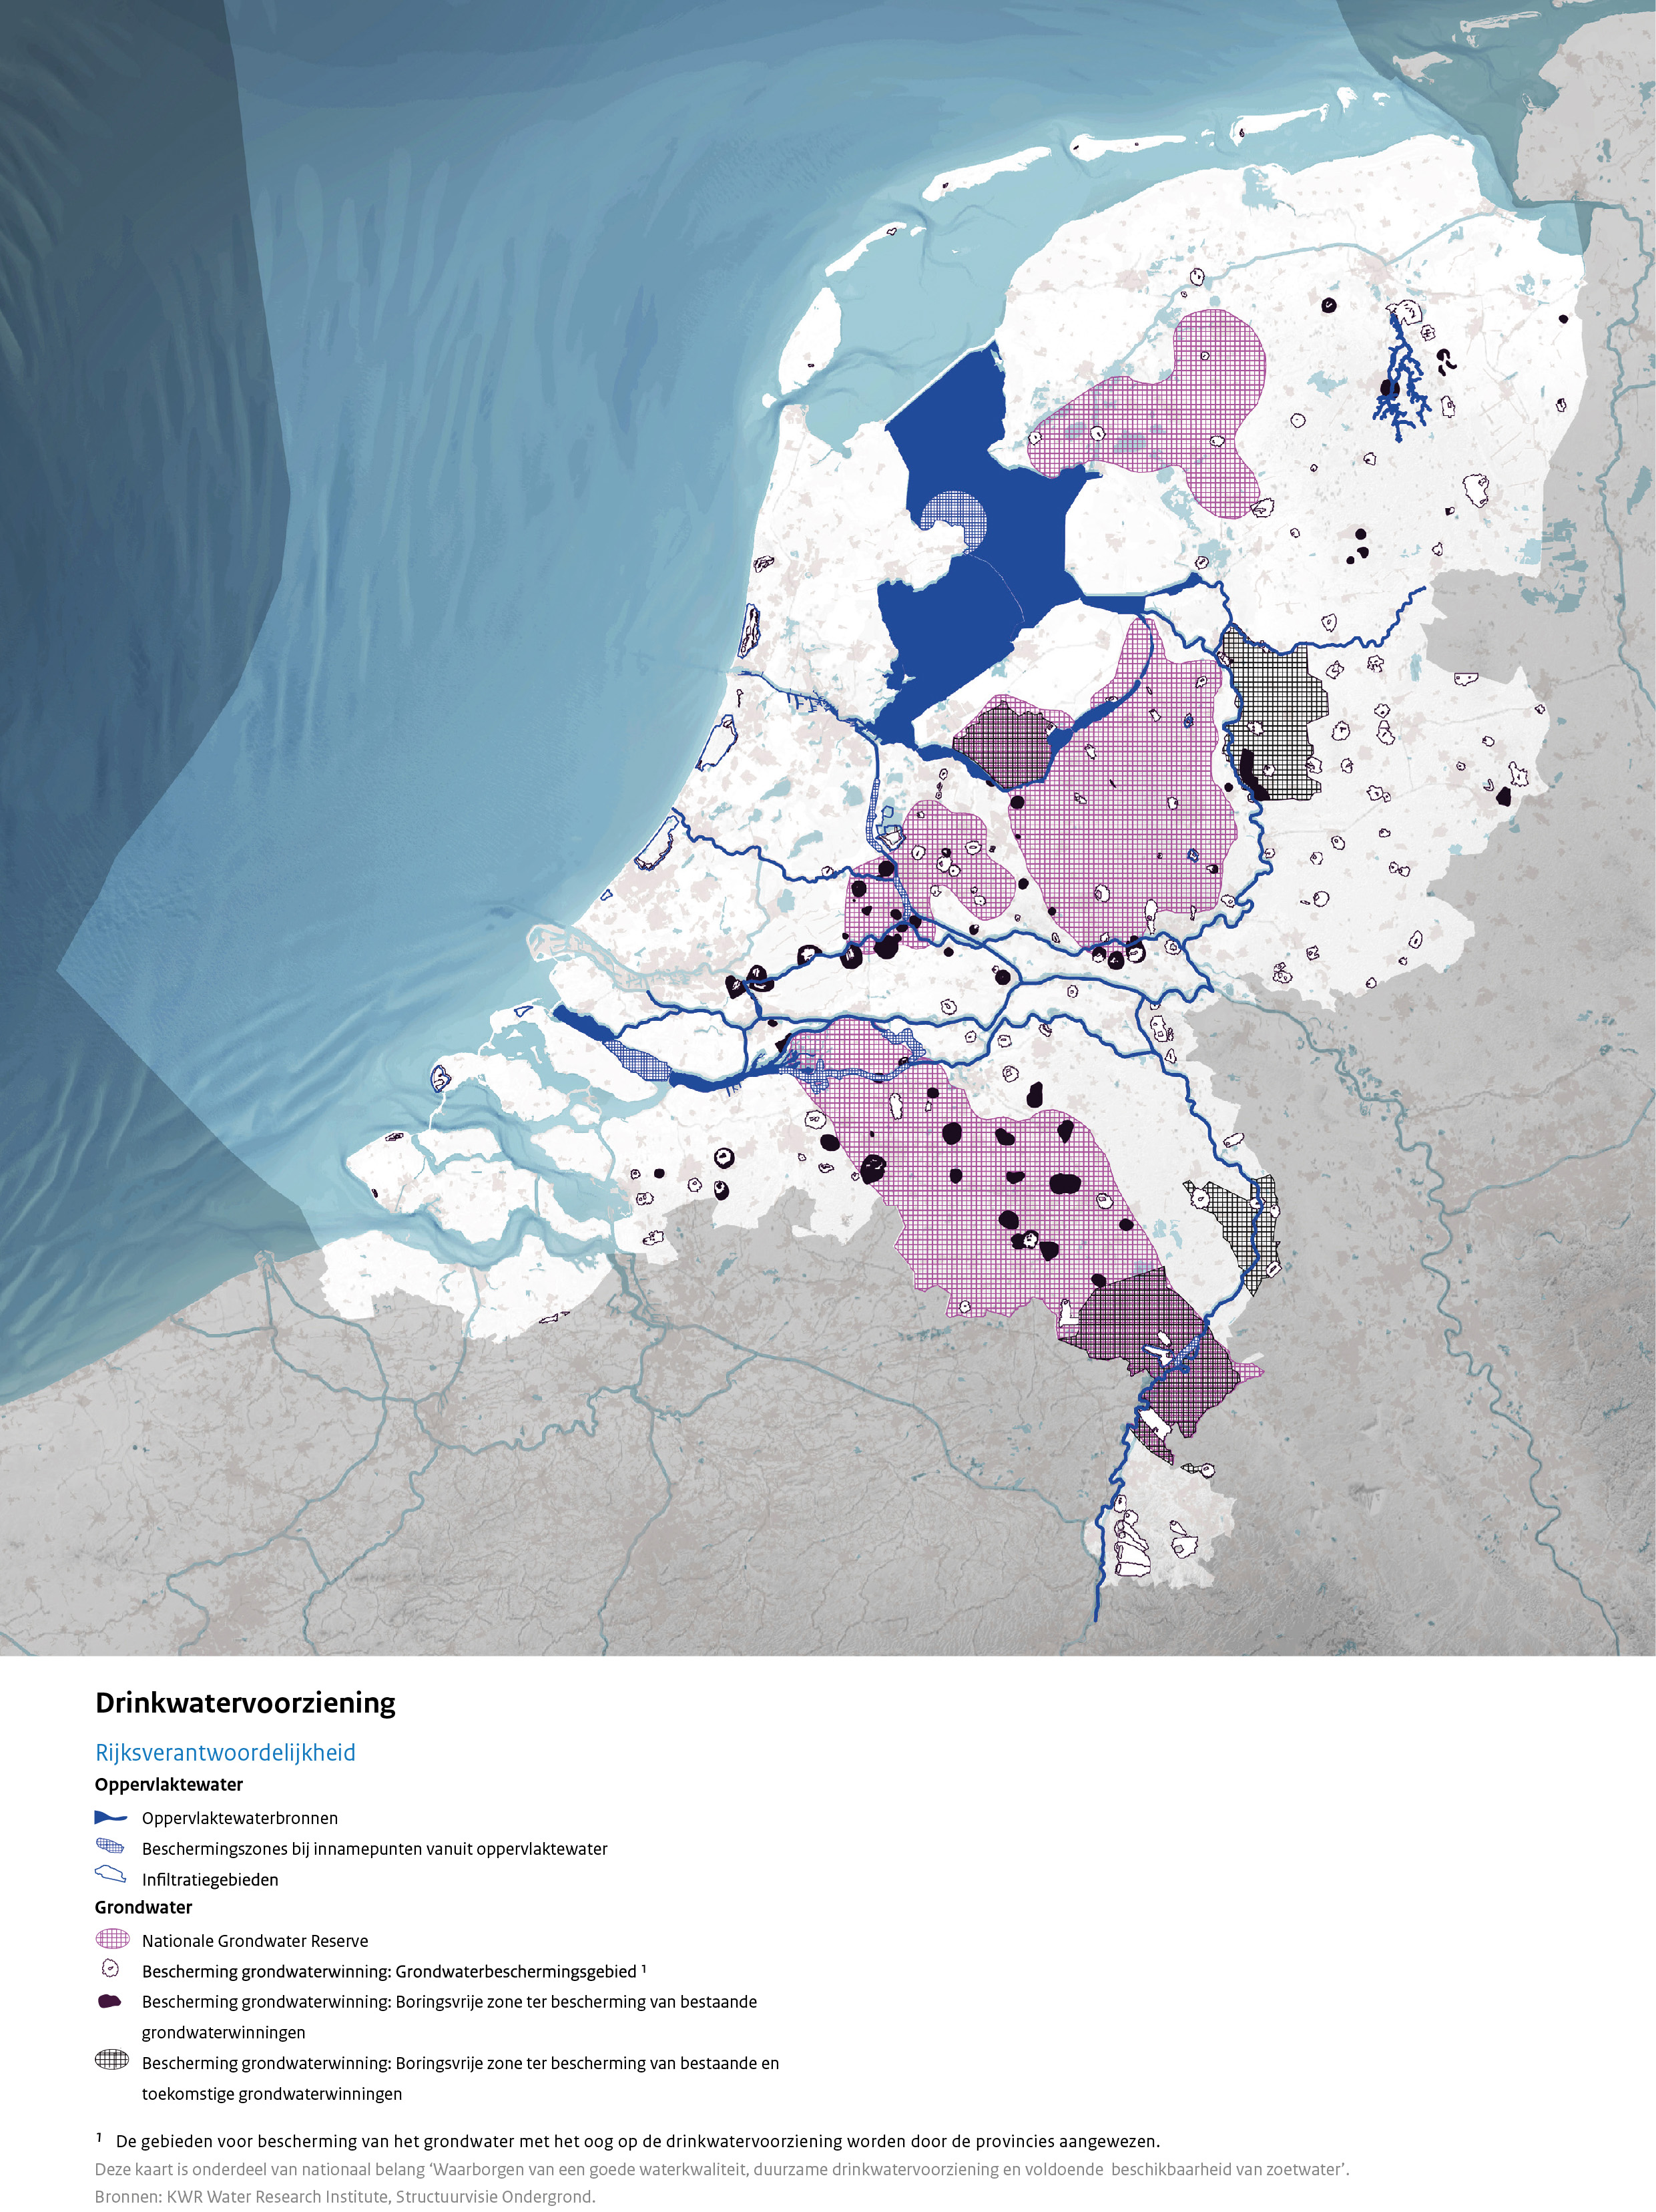 Drinkwatervoorziening
Rijksverantwoordelijkheid
Oppervlaktewater
Oppervlaktewaterbronnen
Beschermingszones bij innamepunten vanuit oppervlaktewater
Infiltratiegebieden
Grondwater
Nationale Grondwater Reserve
Bescherming grondwaterwinning: Grondwaterbeschermingsgebied ¹
Bescherming grondwaterwinning: Boringsvrije zone ter bescherming van bestaande
grondwaterwinningen
Bescherming grondwaterwinning: Boringsvrije zone ter bescherming van bestaande en
toekomstige grondwaterwinningen
¹ De gebieden voor bescherming van het grondwater met het oog op de drinkwatervoorziening worden door de provincies aangewezen.
Deze kaart is onderdeel van nationaal belang ‘Waarborgen van een goede waterkwaliteit, duurzame drinkwatervoorziening en voldoende beschikbaarheid van zoetwater’.
Bronnen: KWR Water Research Institute, Structuurvisie Ondergrond.